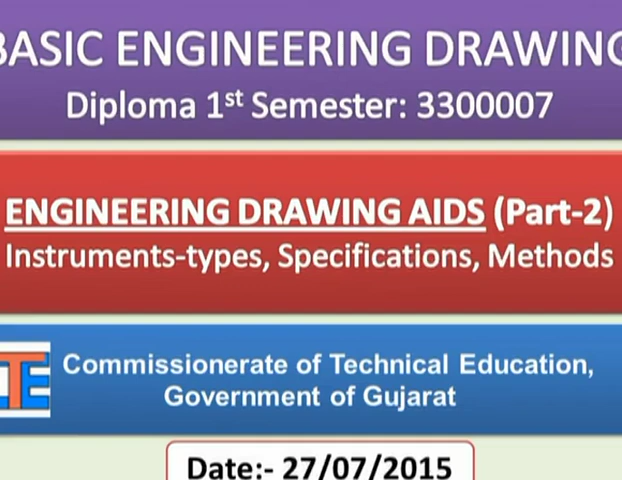 BASIC ENGINEERING DRAWING
Diploma 1st Semester: 3300007
ENGINEERING DRAWING AIDS (Part-2)
Instruments-types, Specifications, Methods
TE
Commissionerate of Technical Education,
Government of Gujarat
Date:- 27/07/2015